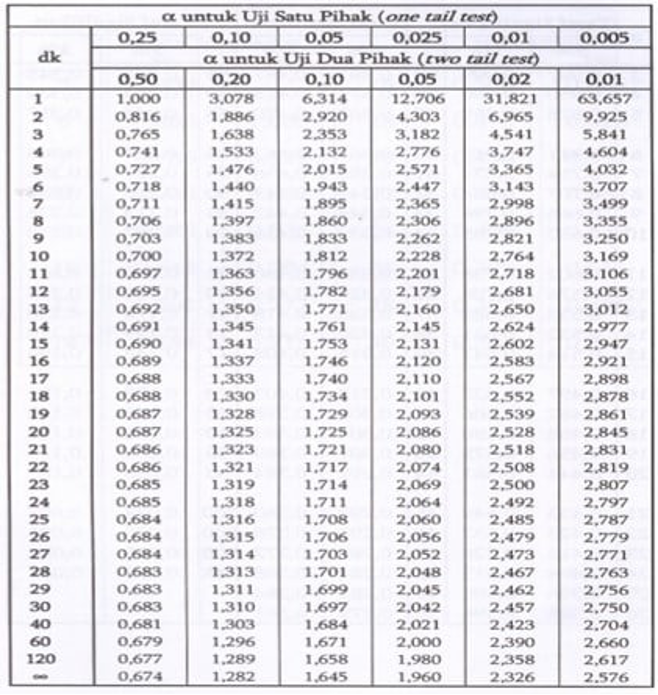 α untuk Uji Satu Pihak (one tail test)
0,25 0,10 0,05 0,025 0,01 0,005
dk α untuk Uji Dua Pihak (two tail test)
0,50 0,20 0,10 0,05 0,02 0,01
1 1,000 3,078 6,314 12,706 31,821 63,657
2 0,816 1,886 2,920 4,303 6,965 9,925
3 0,765 1,638 2,353 3,182 4,541 5,841
4 0,741 1,533 2,132 2,776 3,747 4,604
5 0,727 1,476 2,015 2,571 3,365 4,032
6 0,718 1,440 1,943 2,447 3,143 3,707
7 0,711 1,415 1,895 2,365 2,998 3,499
8 0,706 1,397 1,860 2,306 2,896 3,355
9 0,703 1,383 1,833 2,262 2,821 3,250
10 0,700 1,372 1,812 2,228 2,764 3,169
11 0,697 1,363 1,796 2,201 2,718 3,106
12 0,695 1,356 1,782 2,179 2,681 3,055
13 0,692 1,350 1,771 2,160 2,650 3,012
14 0,691 1,345 1,761 2,145 2,624 2,977
15 0,690 1,341 1,753 2,131 2,602 2,947
16 0,689 1,337 1,746 2,120 2,583 2,921
17 0,688 1,333 1,740 2,110 2,567 2,898
18 0,688 1,330 1,734 2,101 2,552 2,878
19 0,687 1,328 1,729 2,093 2,539 2,861
20 0,687 1,325 1,725 2,086 2,528 2,845
21 0,686 1,323 1,721 2,080 2,518 2,831
22 0,686 1,321 1,717 2,074 2,508 2,819
23 0,685 1,319 1,714 2,069 2,500 2,807
24 0,685 1,318 1,711 2,064 2,492 2,797
25 0,684 1,316 1,708 2,060 2,485 2,787
26 0,684 1,315 1,706 2,056 2,479 2,779
27 0,684 1,314 1,703 2,052 2,473 2,771
28 0,683 1,313 1,701 2,048 2,467 2,763
29 0,683 1,311 1,699 2,045 2,462 2,756
30 0,683 1,310 1,697 2,042 2,457 2,750
40 0,681 1,303 1,684 2,021 2,423 2,704
60 0,679 1,296 1,671 2,000 2,390 2,660
120 0,677 1,289 1,658 1,980 2,358 2,617
∞ 0,674 1,282 1,645 1,960 2,326 2,576